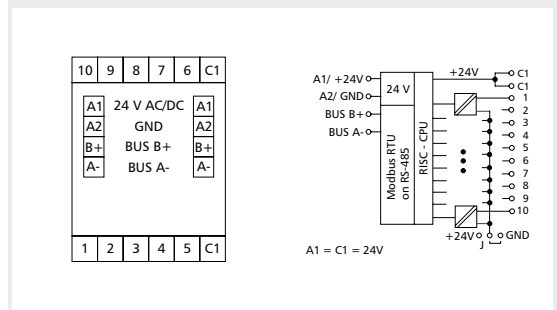 10 9 8 7 6 C1
A1 24 V AC/DC A1
A2 GND A2
B+ BUS B+ B+
A- BUS A- A-
1 2 3 4 5 C1
A1/ +24V
A2/ GND
BUS B+
BUS A-
24 V
Modbus RTU
on RS-485
RISC - CPU
+24V
C1
C1
1
2
3
4
5
6
7
8
9
10
+24V
J
GND
A1 = C1 = 24V